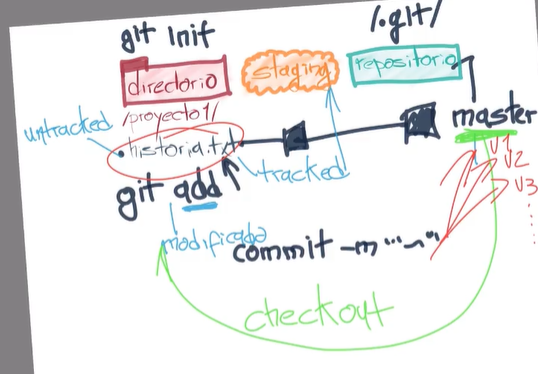 git init
/.git/
directorio
staging
repositorio
/proyecto1/
master
untracked
historia.txt
tracked
V1
V2
V3
git add
modificado
commit -m "~"
checkout